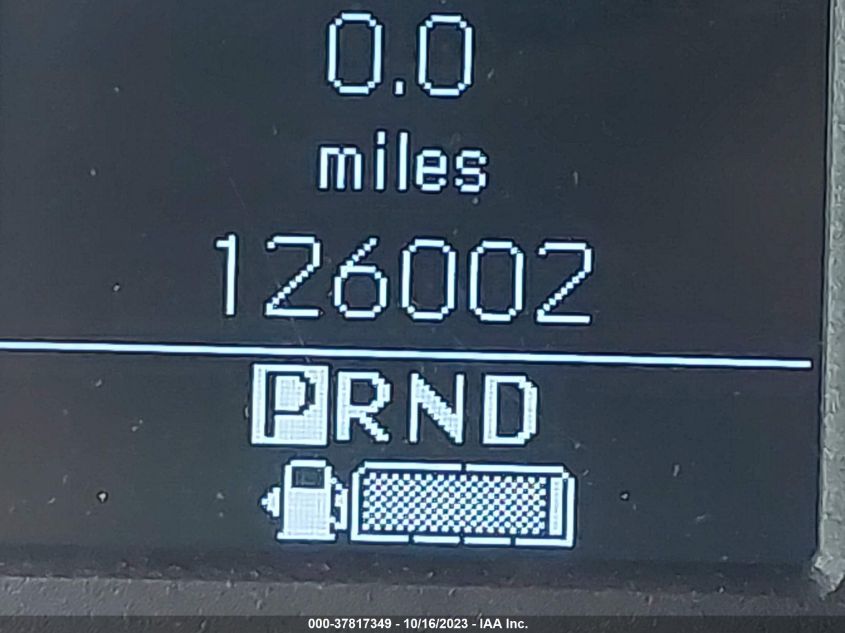 0.0
miles
126002
PRND
000-37817349 - 10/16/2023 - IAA Inc.